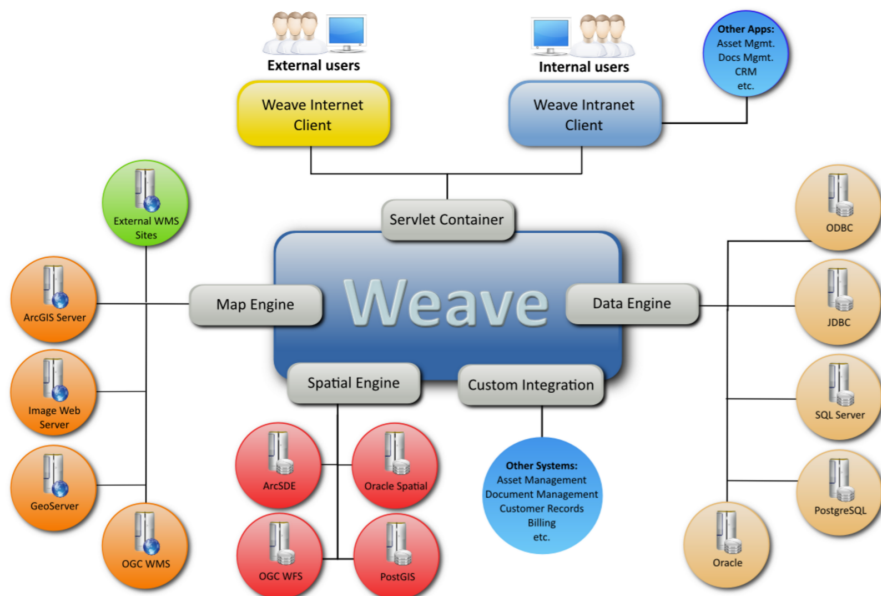 External users
Internal users
Weave Internet
Client
Weave Intranet
Client
Other Apps:
Asset Mgmt.
Docs Mgmt.
CRM
etc.
Servlet Container
Weave
Map Engine
Data Engine
Spatial Engine
Custom Integration
External WMS
Sites
ArcGIS Server
Image Web
Server
GeoServer
OGC WMS
ArcSDE
Oracle Spatial
OGC WFS
PostGIS
Other Systems:
Asset Management
Document Management
Customer Records
Billing
etc.
ODBC
JDBC
SQL Server
PostgreSQL
Oracle